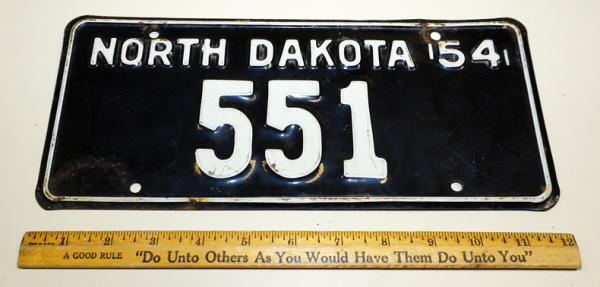 NORTH DAKOTA 54
551
1 2 3 4 5 6 7 8 9 10 11 12
A GOOD RULE "Do Unto Others As You Would Have Them Do Unto You"